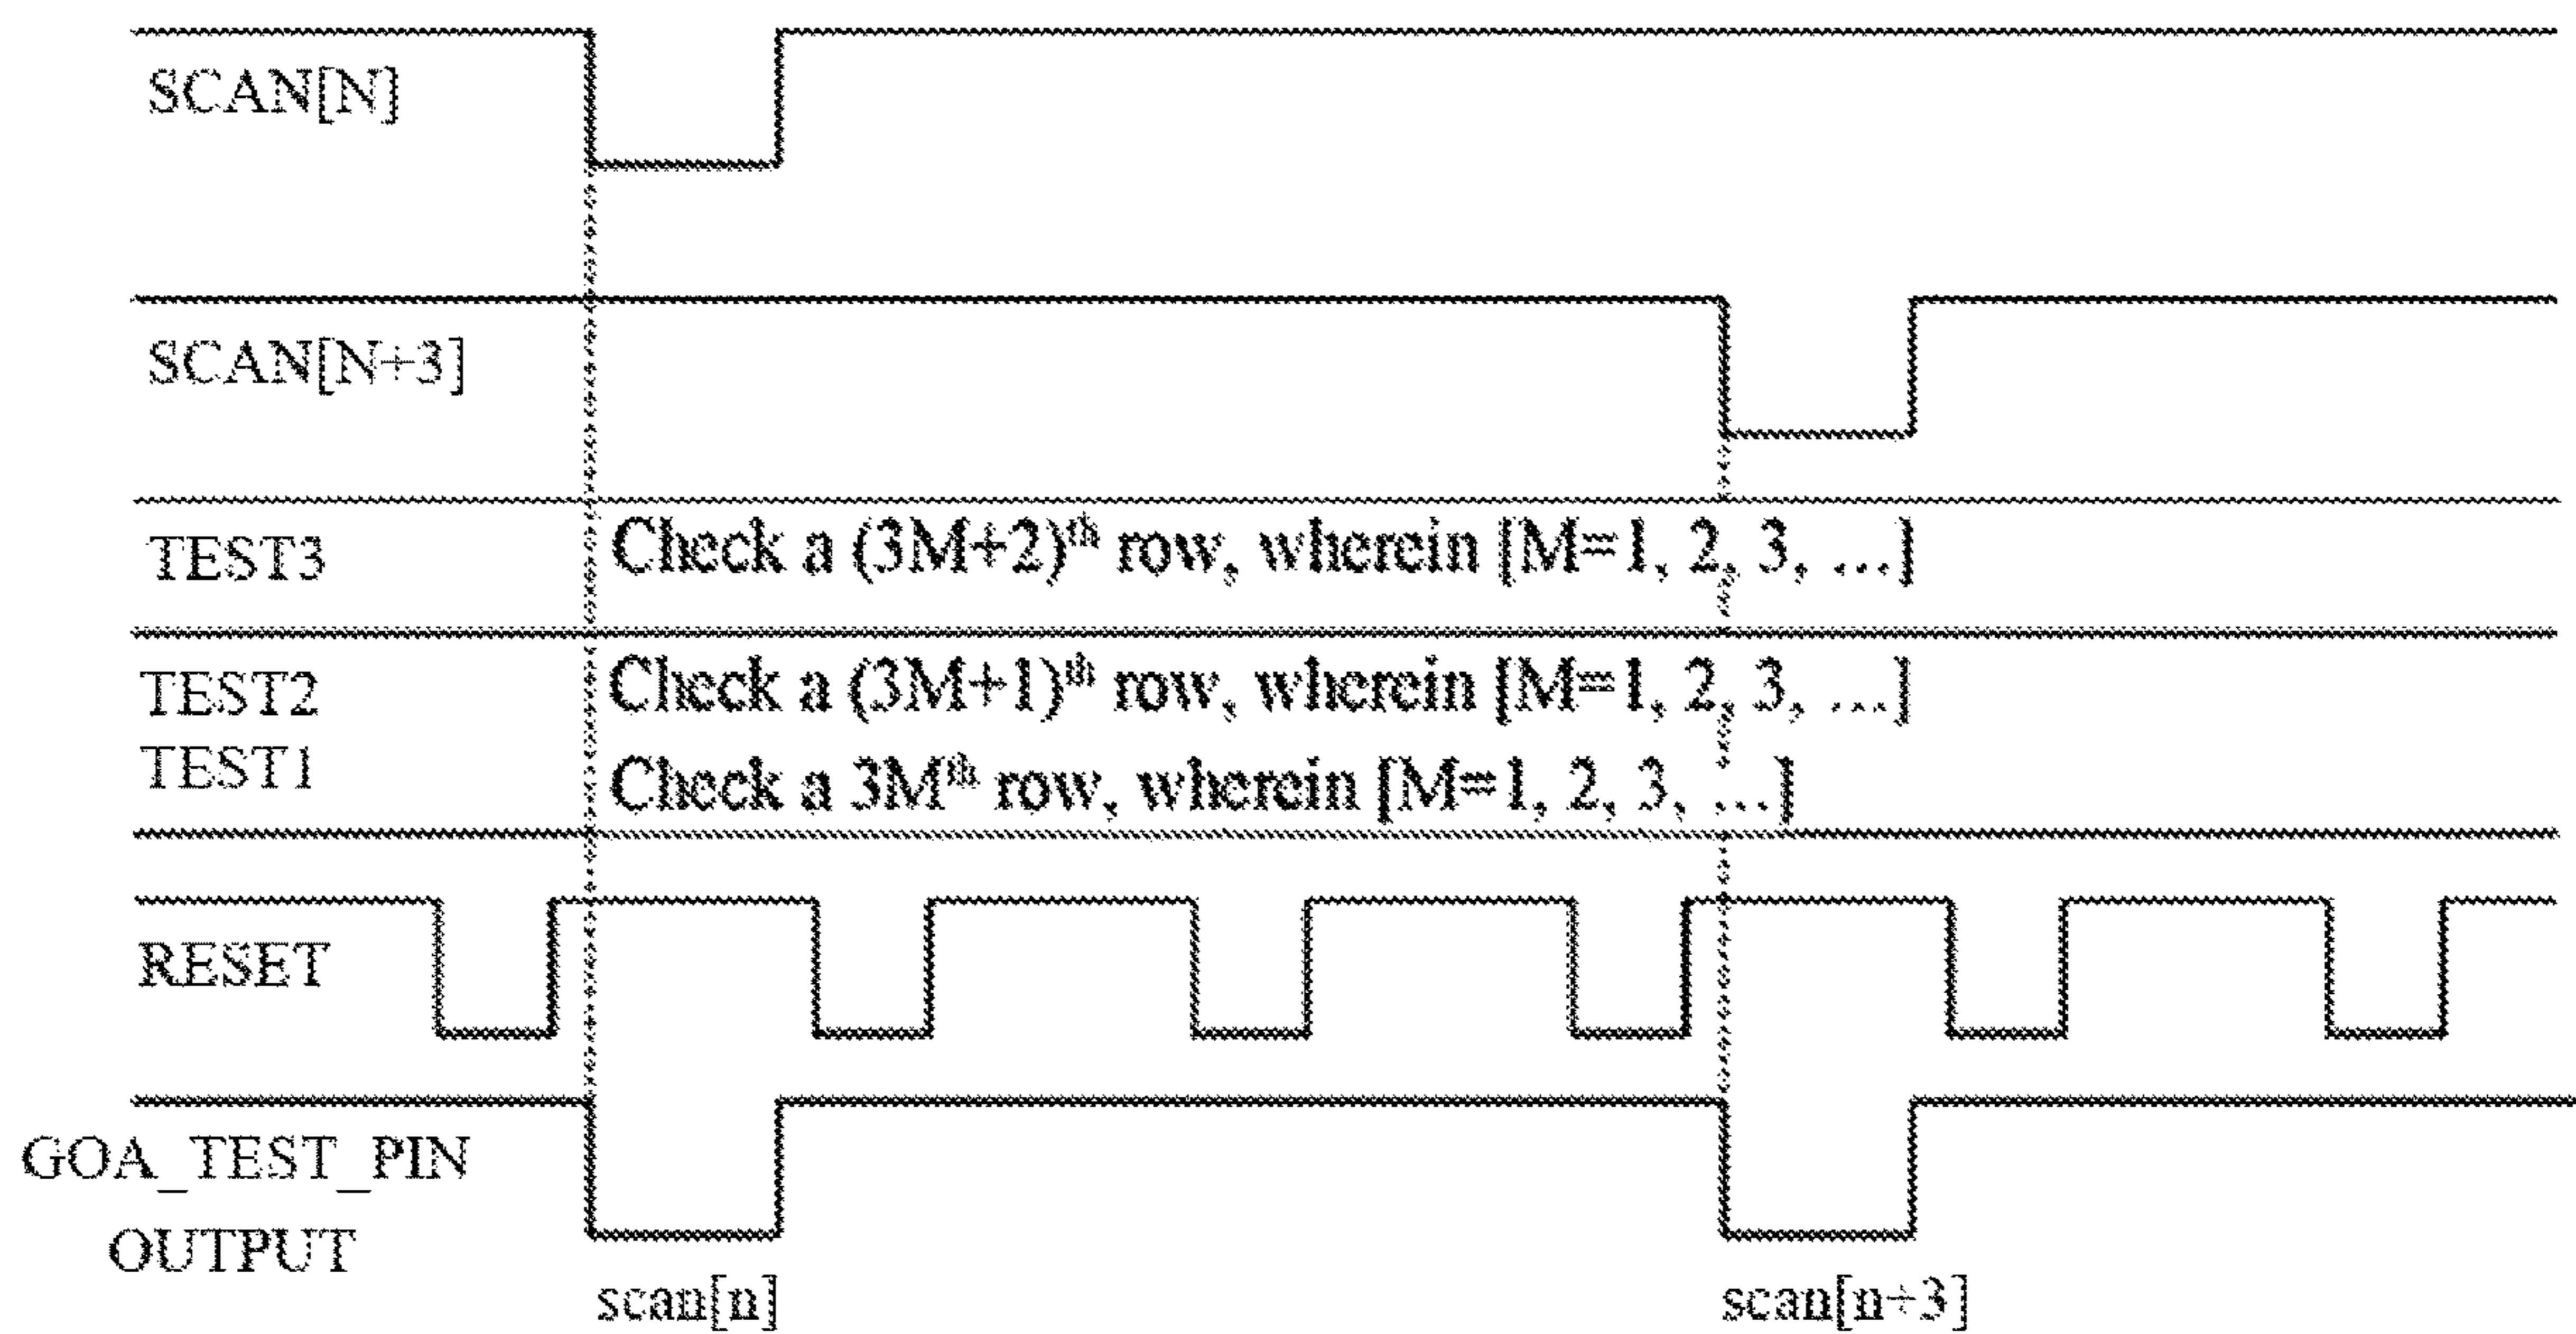 SCAN[N]
SCAN[N+3]
TEST3 Check a (3M+2)th row, wherein [M=1, 2, 3, …]
TEST2 Check a (3M+1)th row, wherein [M=1, 2, 3, …]
TEST1 Check a 3Mth row, wherein [M=1, 2, 3, …]
RESET
GOA_TEST_PIN
OUTPUT
scan[n] scan[n+3]